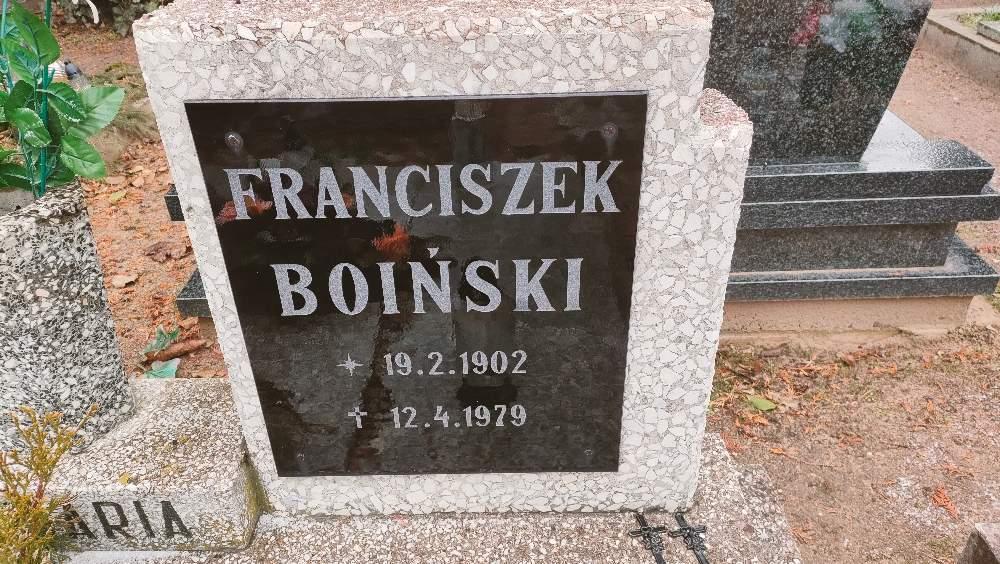 FRANCISZEK
BOIŃSKI
19.2.1902
12.4.1979
ARIA